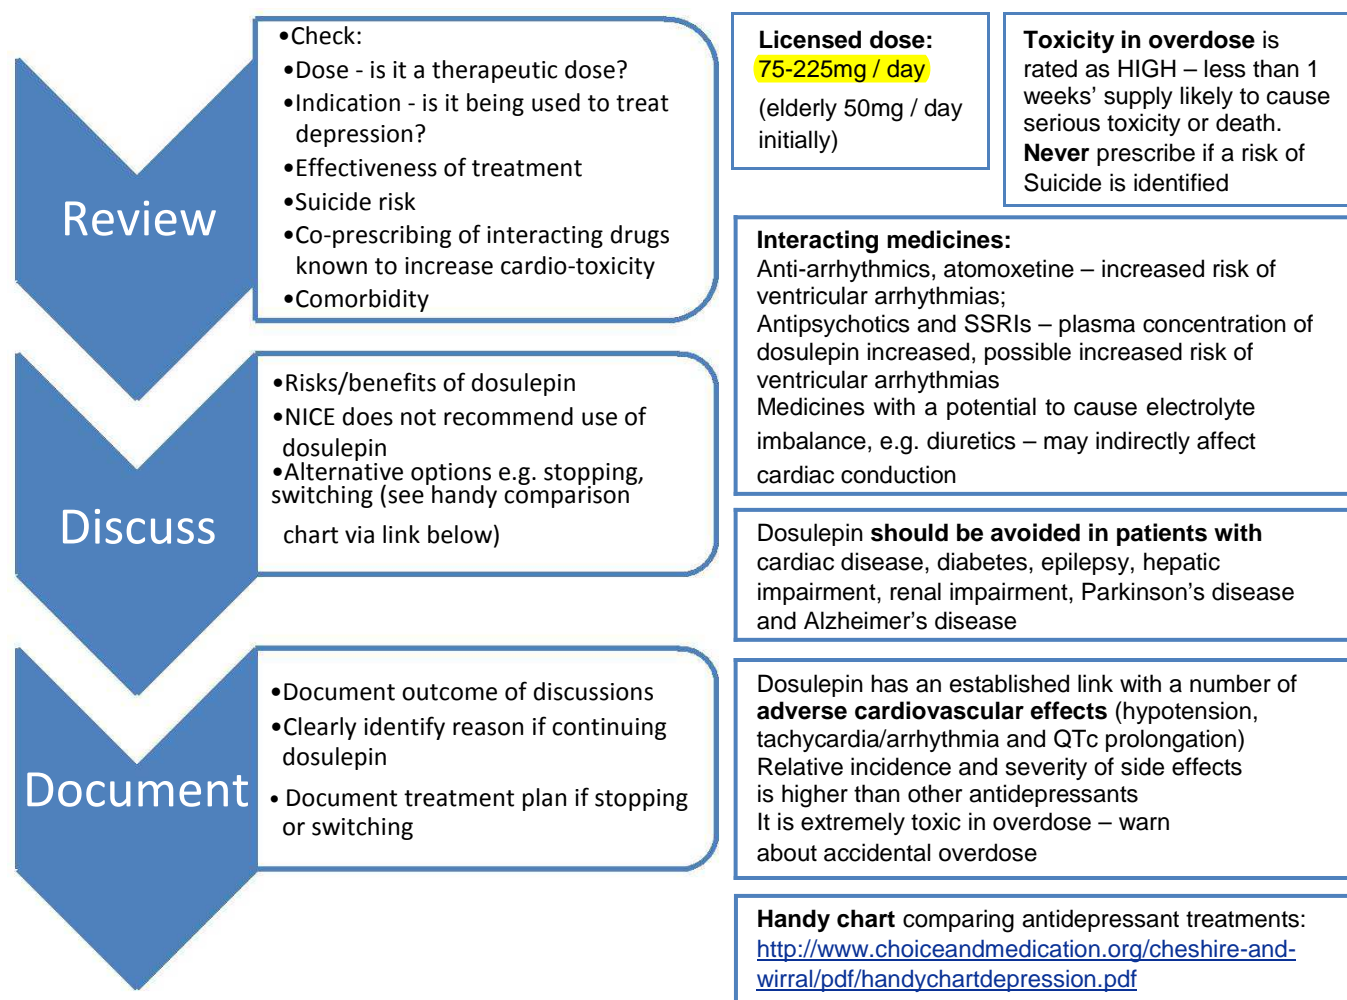 Review
•Check:
•Dose - is it a therapeutic dose?
•Indication - is it being used to treat
depression?
•Effectiveness of treatment
•Suicide risk
•Co-prescribing of interacting drugs
known to increase cardio-toxicity
•Comorbidity
Discuss
•Risks/benefits of dosulepin
•NICE does not recommend use of
dosulepin
•Alternative options e.g. stopping,
switching (see handy comparison
chart via link below)
Document
•Document outcome of discussions
•Clearly identify reason if continuing
dosulepin
• Document treatment plan if stopping
or switching
Licensed dose:
75-225mg / day
(elderly 50mg / day
initially)
Toxicity in overdose is
rated as HIGH – less than 1
weeks’ supply likely to cause
serious toxicity or death.
Never prescribe if a risk of
Suicide is identified
Interacting medicines:
Anti-arrhythmics, atomoxetine – increased risk of
ventricular arrhythmias;
Antipsychotics and SSRIs – plasma concentration of
dosulepin increased, possible increased risk of
ventricular arrhythmias
Medicines with a potential to cause electrolyte
imbalance, e.g. diuretics – may indirectly affect
cardiac conduction
Dosulepin should be avoided in patients with
cardiac disease, diabetes, epilepsy, hepatic
impairment, renal impairment, Parkinson’s disease
and Alzheimer’s disease
Dosulepin has an established link with a number of
adverse cardiovascular effects (hypotension,
tachycardia/arrhythmia and QTc prolongation)
Relative incidence and severity of side effects
is higher than other antidepressants
It is extremely toxic in overdose – warn
about accidental overdose
Handy chart comparing antidepressant treatments:
http://www.choiceandmedication.org/cheshire-and-
wirral/pdf/handychartdepression.pdf